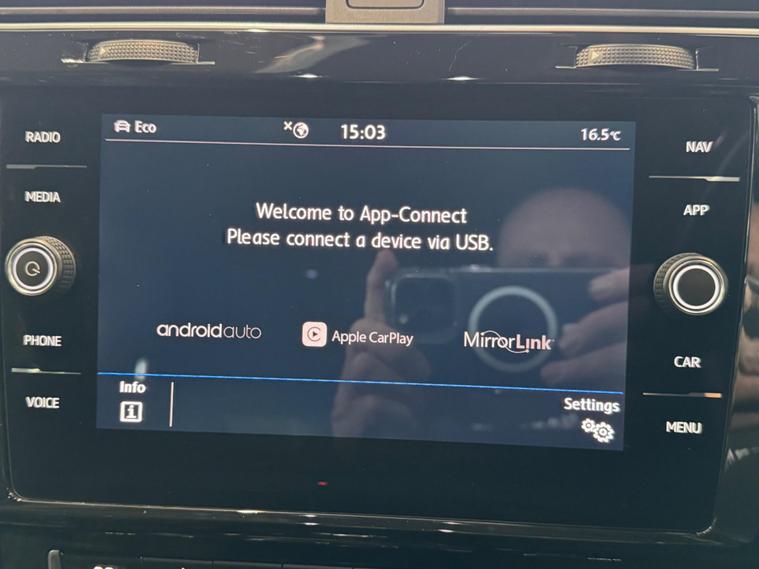 RADIO
MEDIA
PHONE
VOICE
Eco
15:03
16.5°C
Welcome to App-Connect
Please connect a device via USB.
androidauto
Apple CarPlay
MirrorLink
Info
Settings
NAV
APP
CAR
MENU